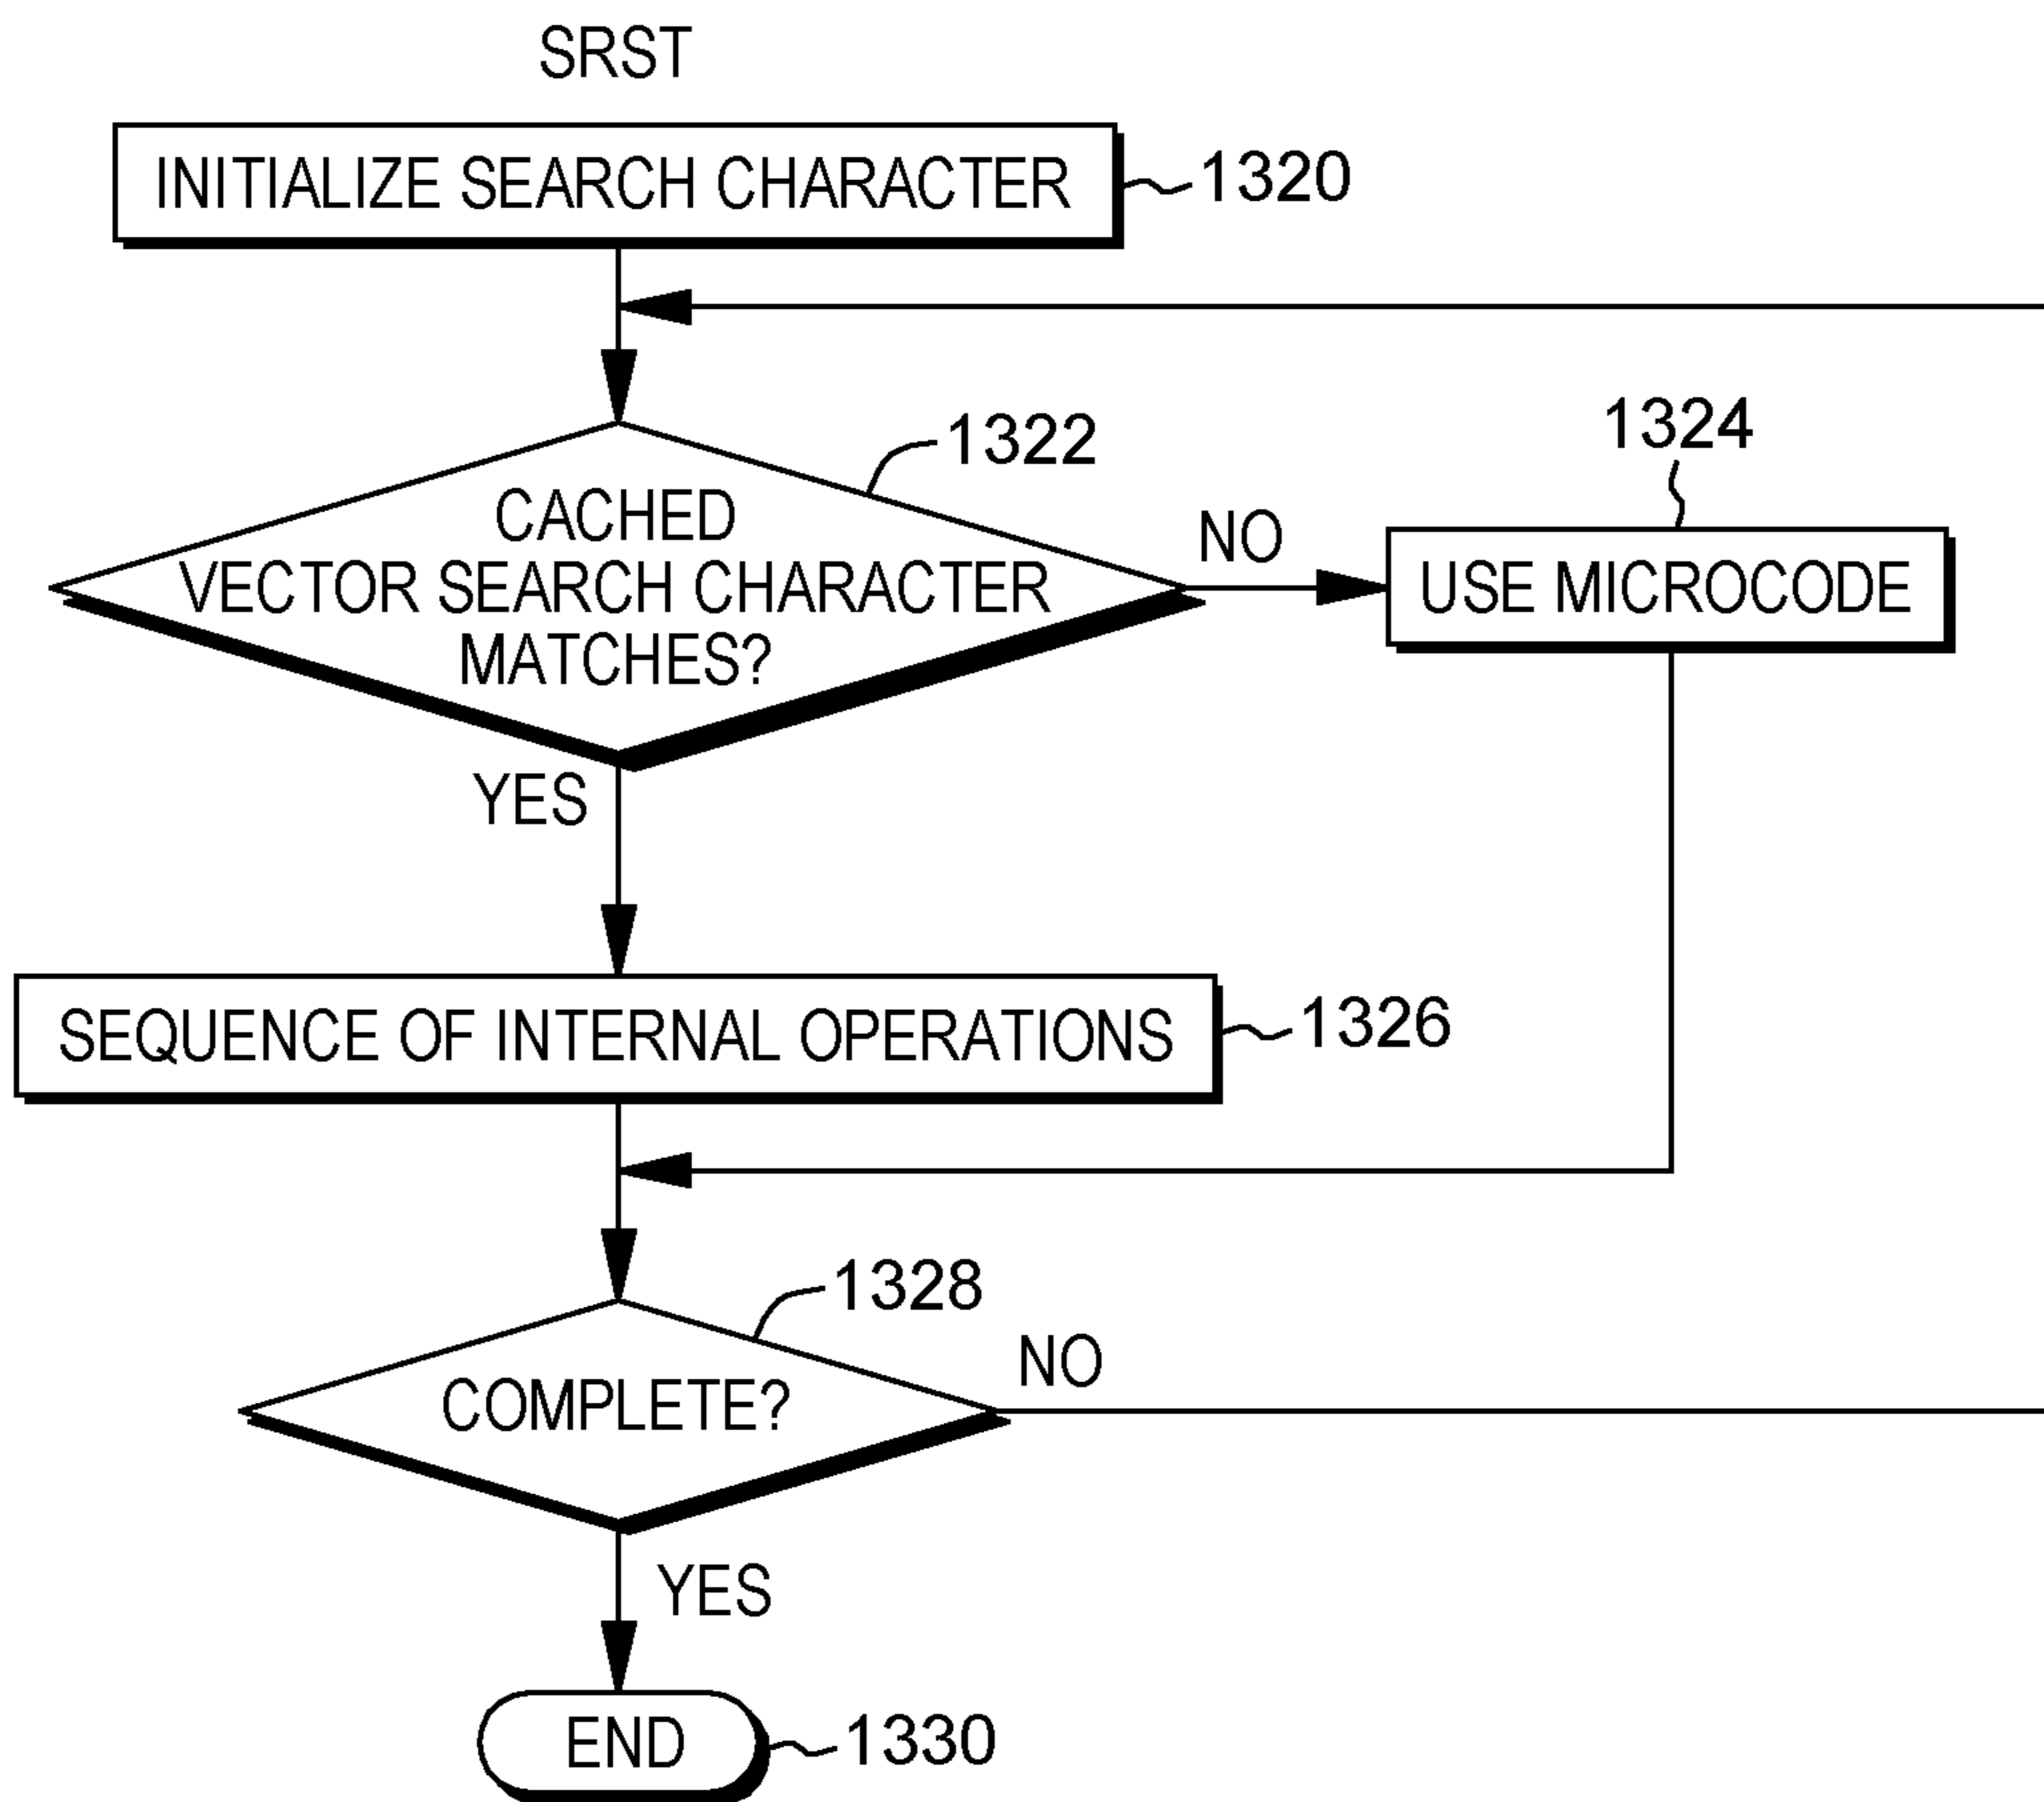 SRST
INITIALIZE SEARCH CHARACTER
1320
1322
CACHED
VECTOR SEARCH CHARACTER
MATCHES?
NO
1324
USE MICROCODE
YES
SEQUENCE OF INTERNAL OPERATIONS
1326
1328
COMPLETE?
NO
YES
END
1330